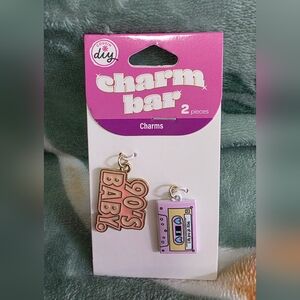 diy
charm
bar
2 pieces
Charms
90's
BABY.